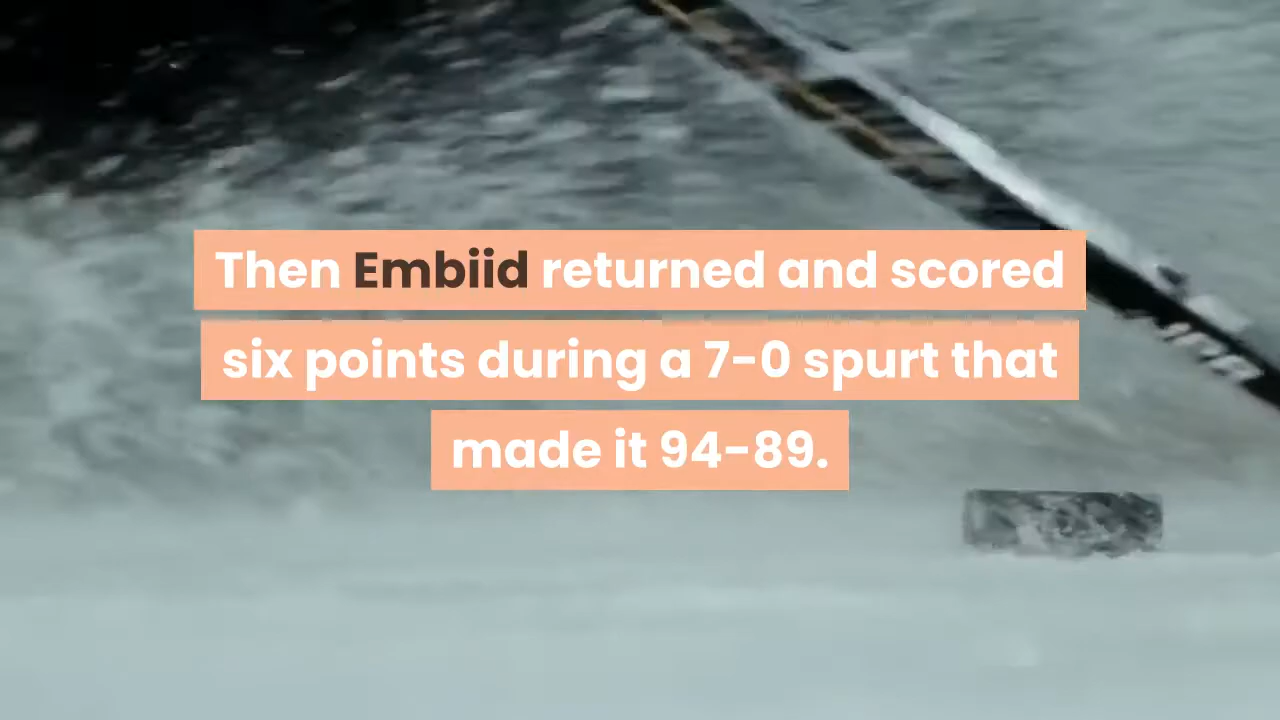 Then Embiid returned and scored
six points during a 7-0 spurt that
made it 94-89.